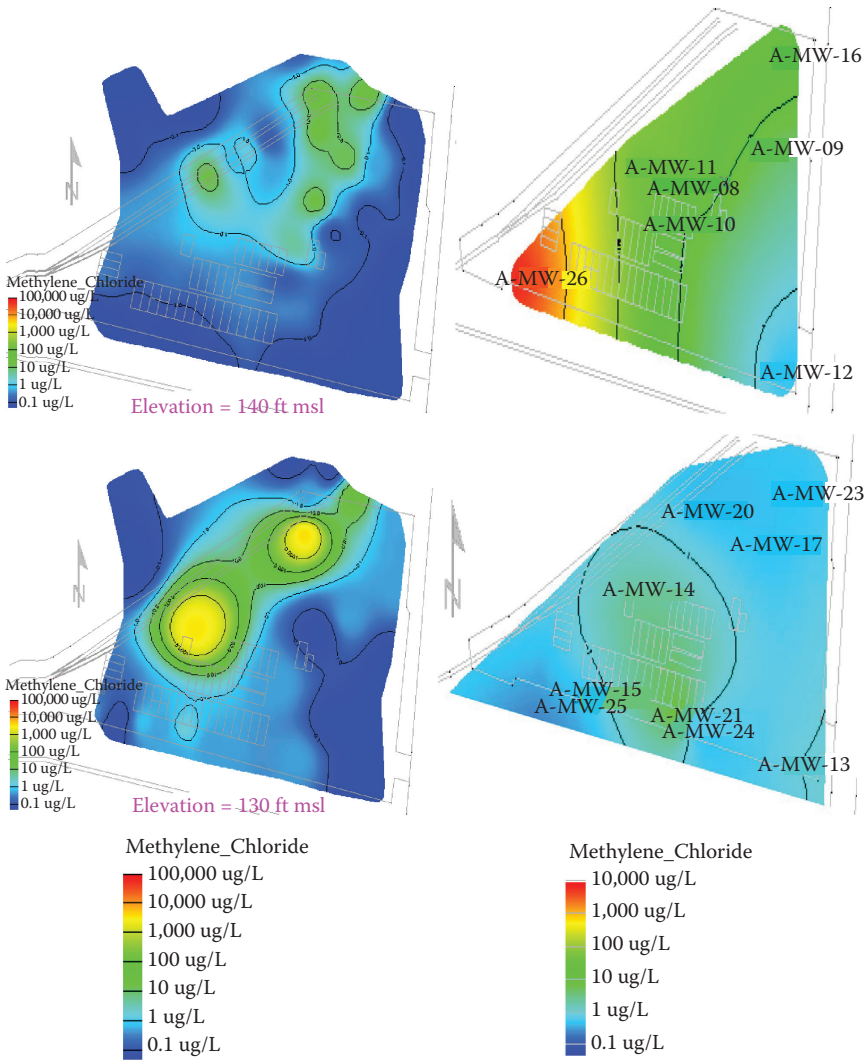 A-MW-16
A-MW-09
A-MW-11
A-MW-08
A-MW-10
A-MW-26
A-MW-12
N
Methylene_Chloride
100,000 ug/L
10,000 ug/L
1,000 ug/L
100 ug/L
10 ug/L
1 ug/L
0.1 ug/L
Elevation = 140 ft msl
A-MW-23
A-MW-20
A-MW-17
A-MW-14
A-MW-15
A-MW-25
A-MW-21
A-MW-24
A-MW-13
N
N
Methylene_Chloride
100,000 ug/L
10,000 ug/L
1,000 ug/L
100 ug/L
10 ug/L
1 ug/L
0.1 ug/L
Elevation = 130 ft msl
Methylene_Chloride
100,000 ug/L
10,000 ug/L
1,000 ug/L
100 ug/L
10 ug/L
1 ug/L
0.1 ug/L
Methylene_Chloride
10,000 ug/L
1,000 ug/L
100 ug/L
10 ug/L
1 ug/L
0.1 ug/L